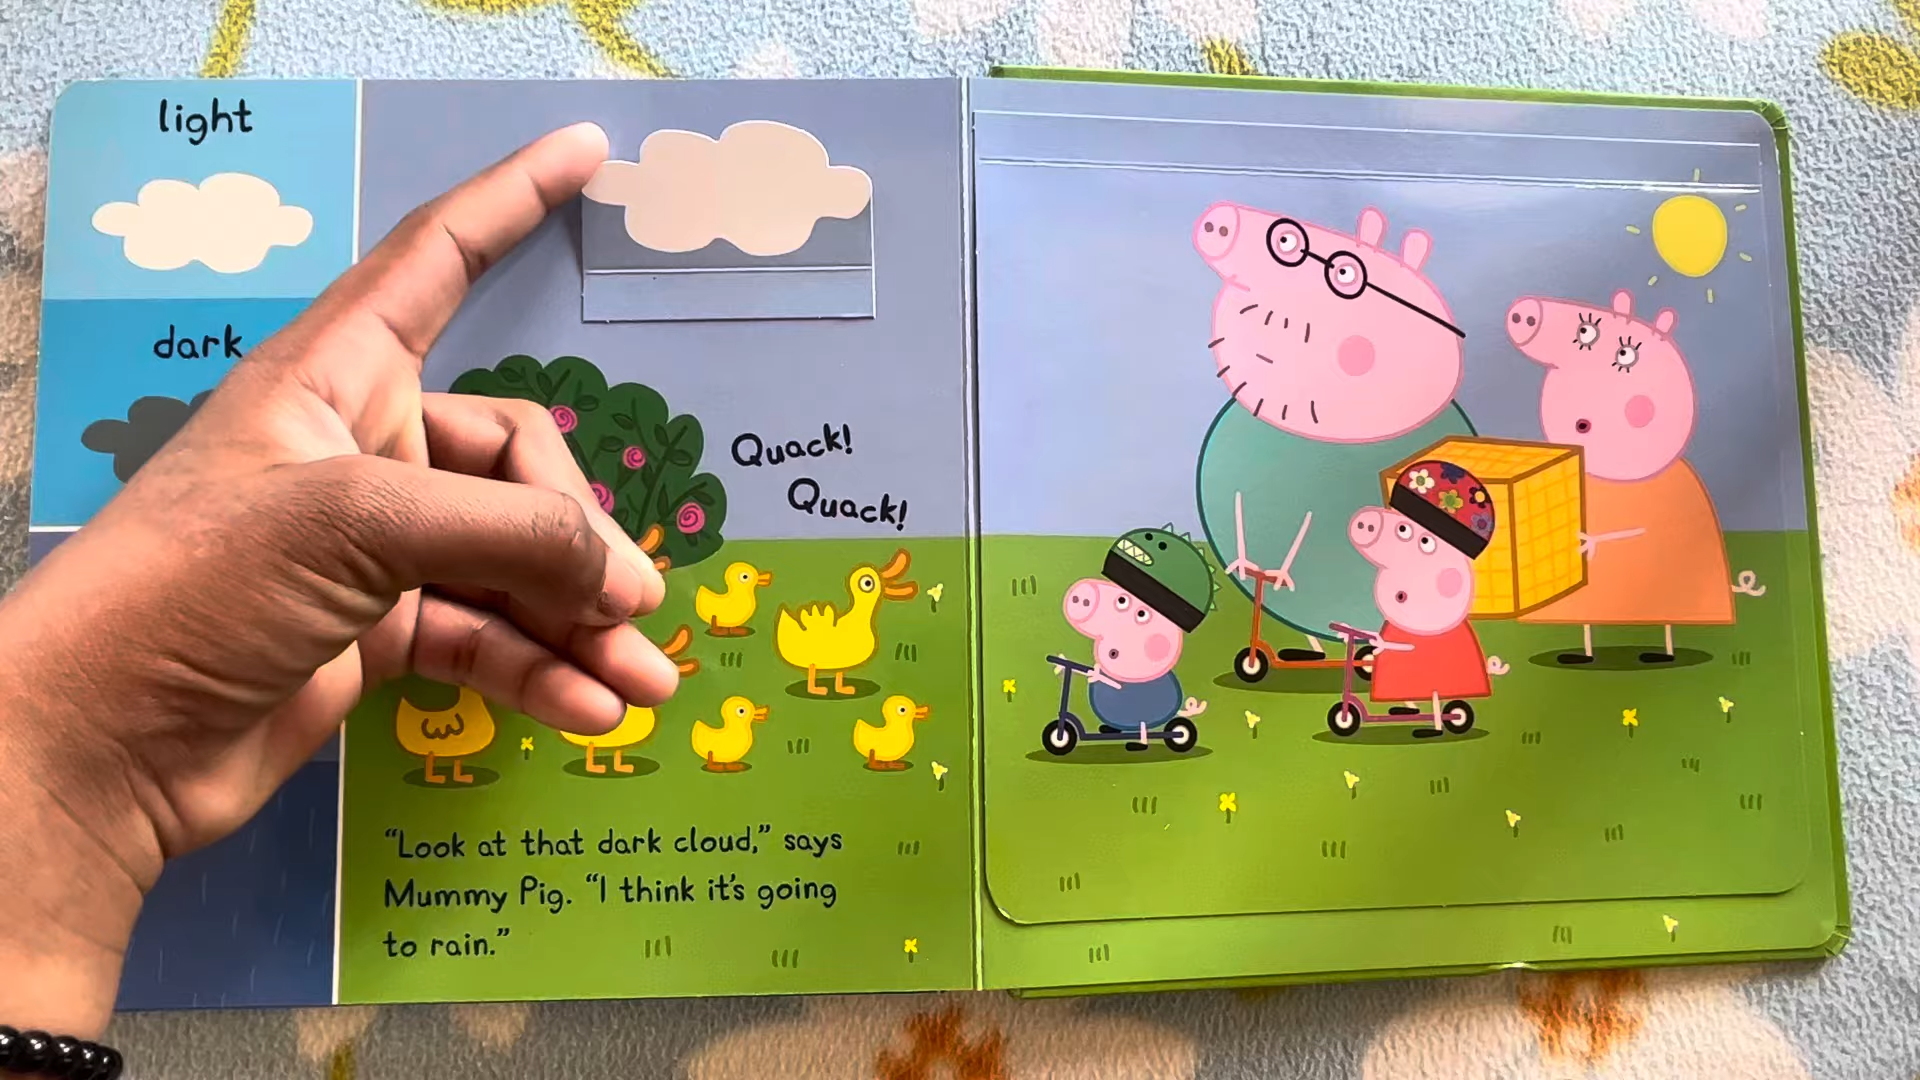 light
dark
Quack!
Quack!
“Look at that dark cloud,” says
Mummy Pig. “I think it’s going
to rain.”